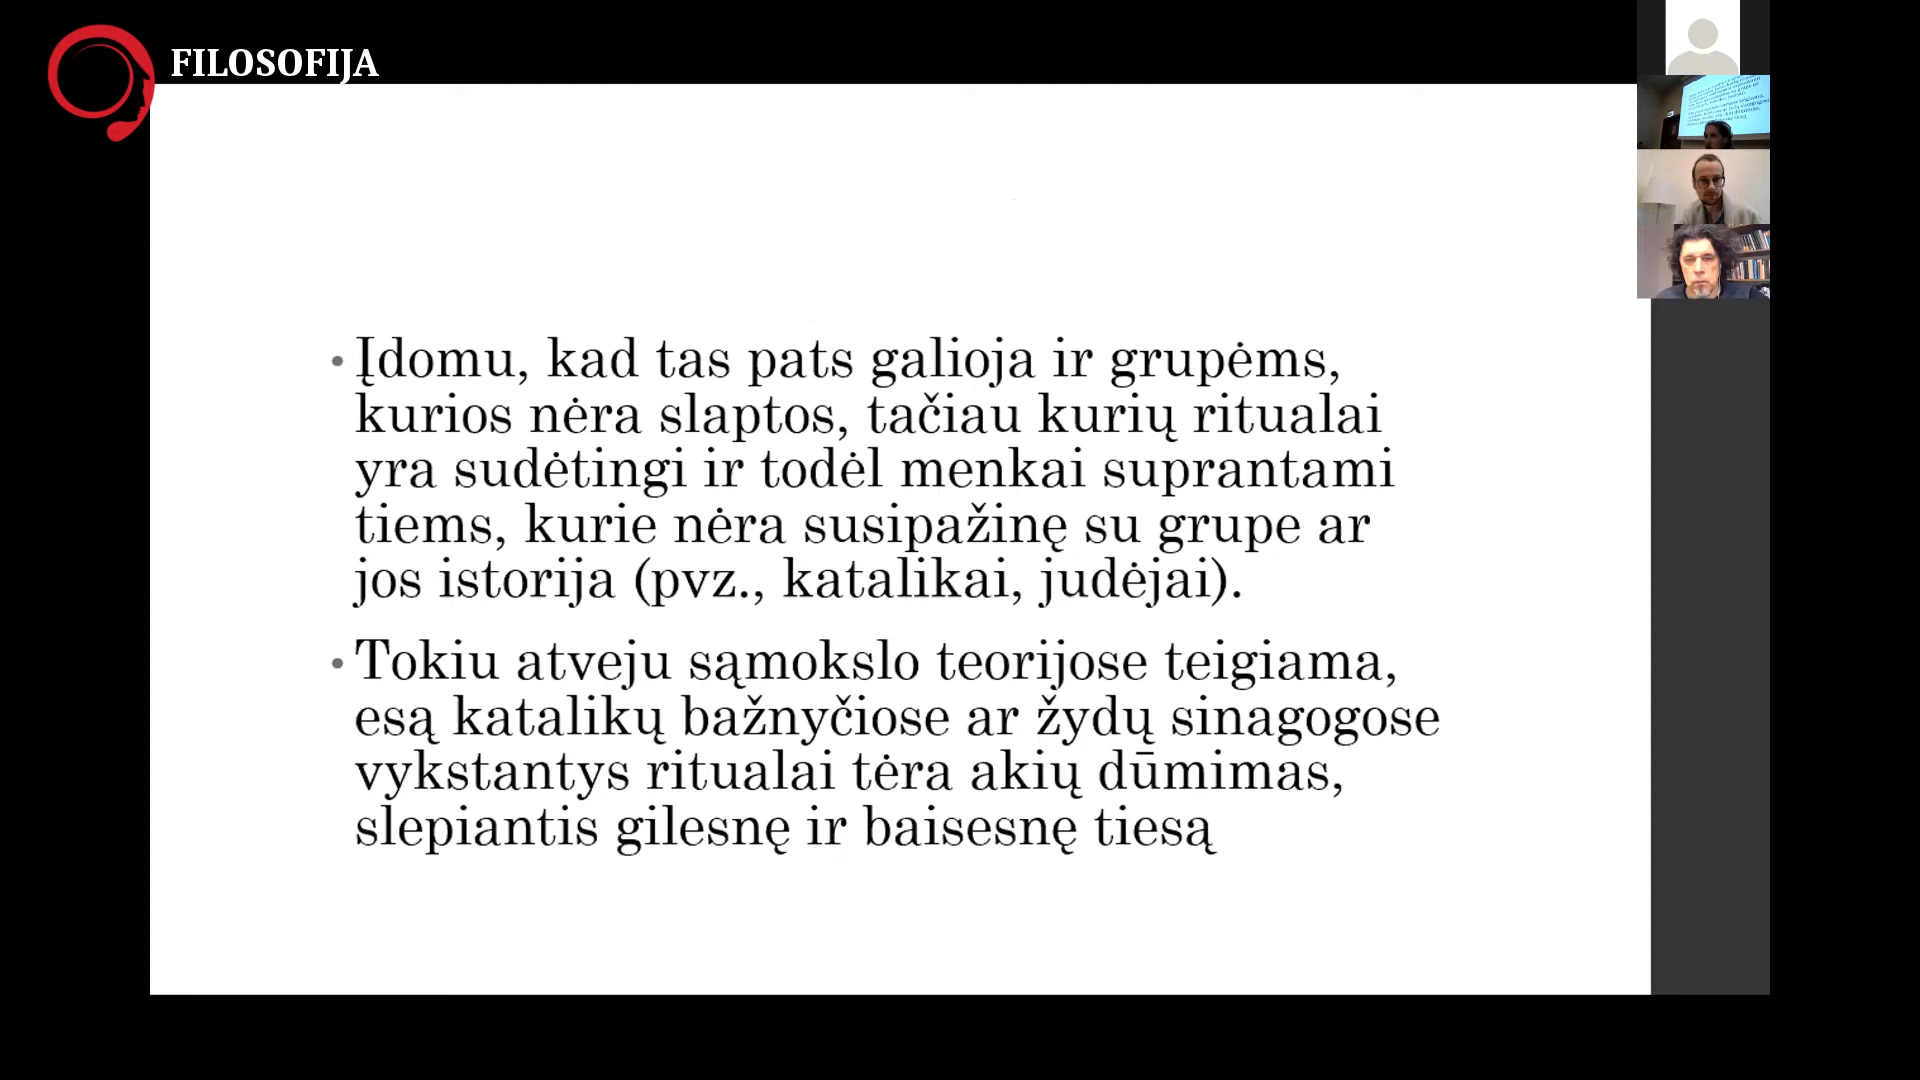 FILOSOFIJA
• Įdomu, kad tas pats galioja ir grupėms,
kurios nėra slaptos, tačiau kurių ritualai
yra sudėtingi ir todėl menkai suprantami
tiems, kurie nėra susipažinę su grupe ar
jos istorija (pvz., katalikai, judėjai).
• Tokiu atveju sąmokslo teorijose teigiama,
esą katalikų bažnyčiose ar žydų sinagogose
vykstantys ritualai tėra akių dūmimas,
slepiantis gilesnę ir baisesnę tiesą